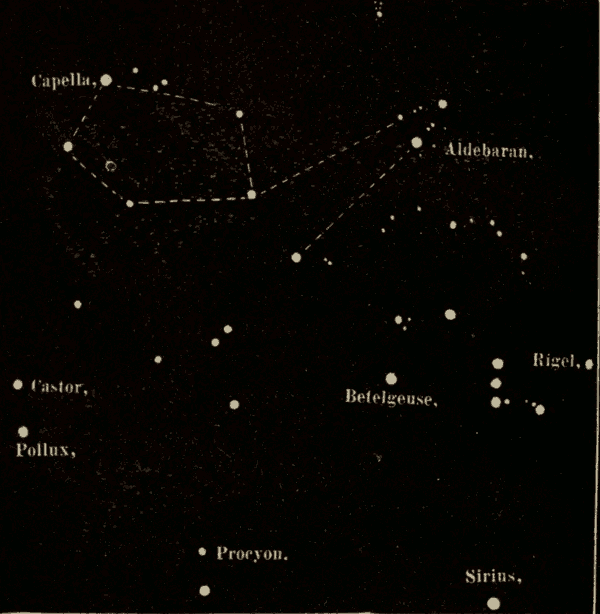 Capella,
Aldebaran,
Rigel,
Castor,
Betelgeuse,
Pollux,
Procyon.
Sirius,